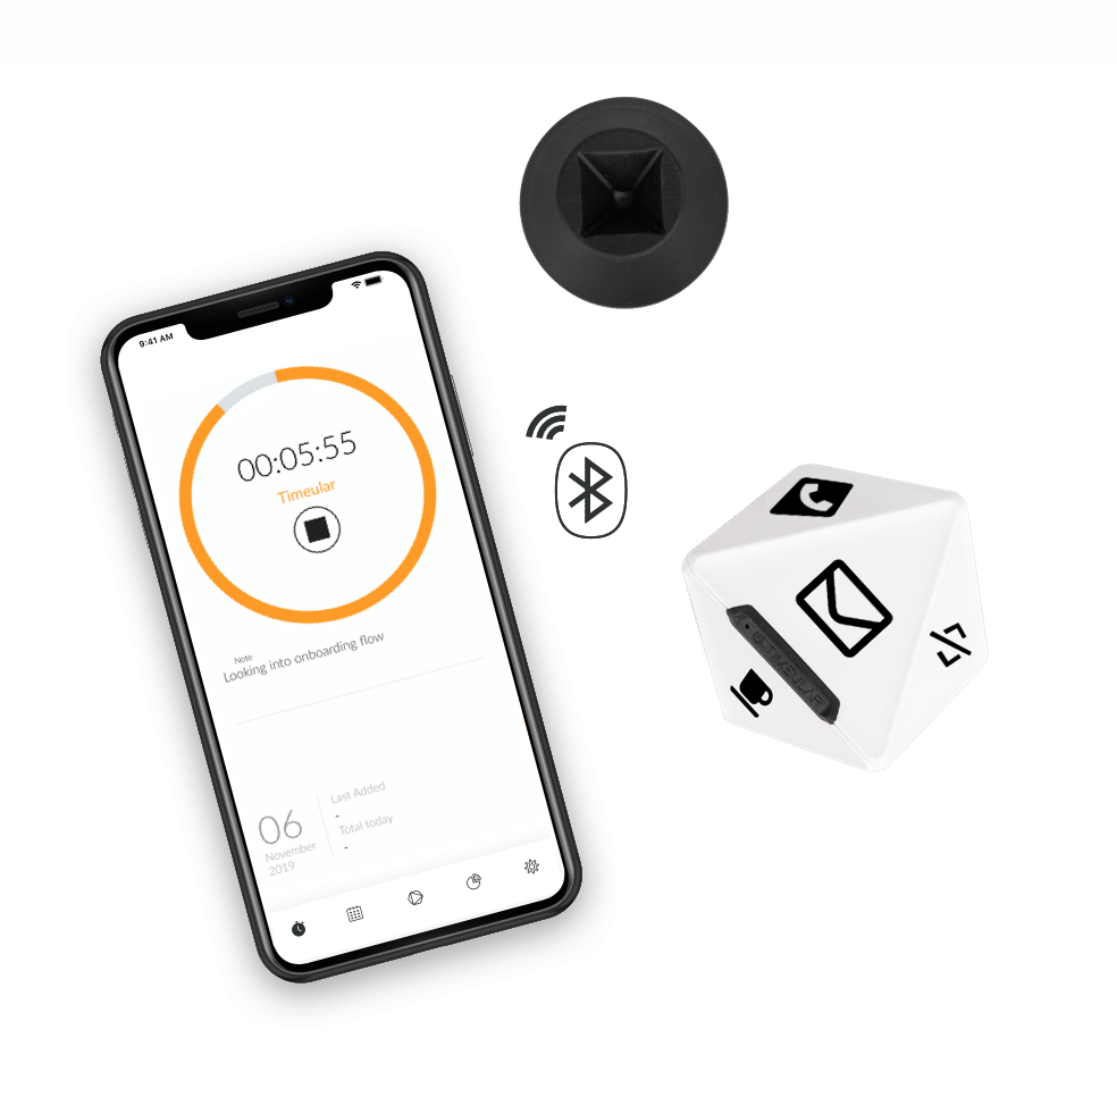 9:41 AM
00:05:55
Timeular
Note
Looking into onboarding flow
06
November
2019
Last Added
-
Total today
-
TIMEULAR